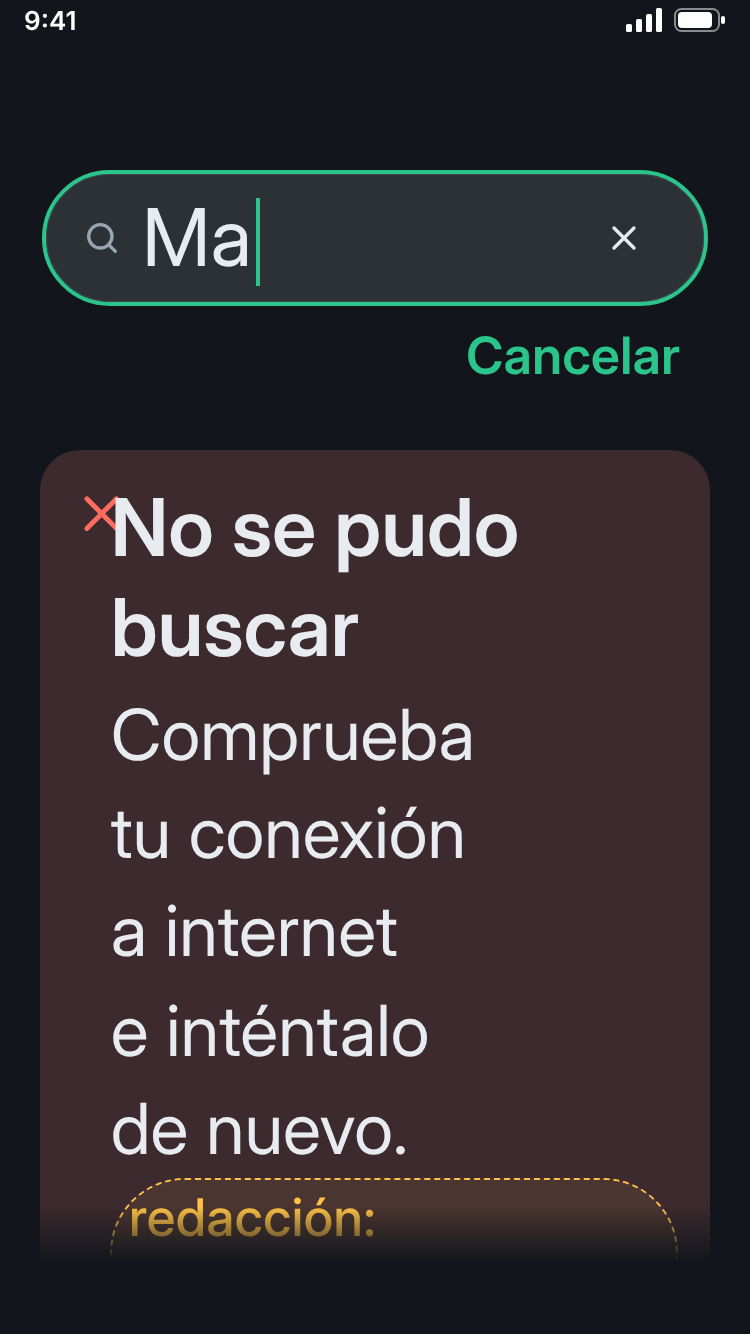 9:41
Ma
Cancelar
No se pudo
buscar
Comprueba
tu conexión
a internet
e inténtalo
de nuevo.
redacción: